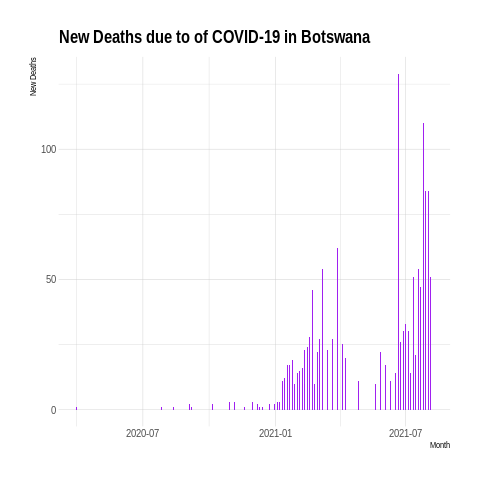 New Deaths due to of COVID-19 in Botswana
New Deaths
100
50
0
2020-07 2021-01 2021-07
Month